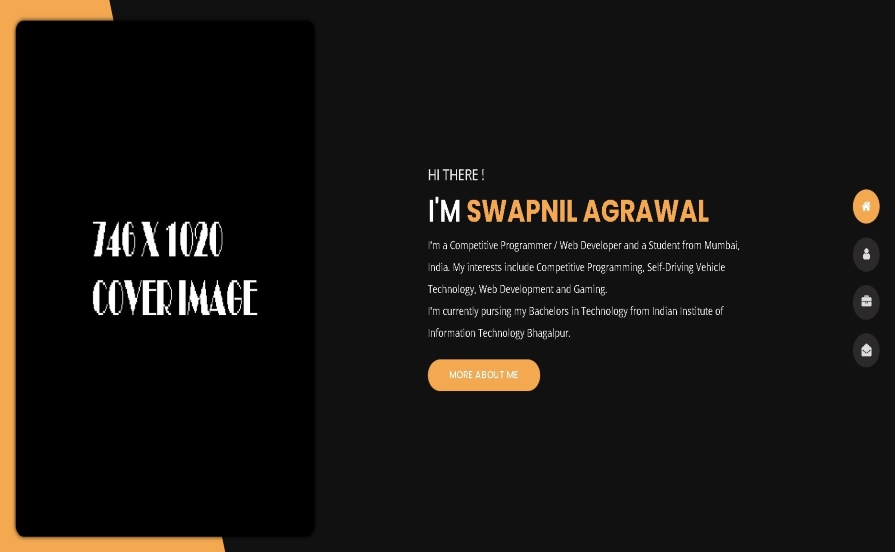 746 X 1020
COVER IMAGE
HI THERE !
I'M SWAPNIL AGRAWAL
I'm a Competitive Programmer / Web Developer and a Student from Mumbai,
India. My interests include Competitive Programming, Self-Driving Vehicle
Technology, Web Development and Gaming.
I'm currently pursing my Bachelors in Technology from Indian Institute of
Information Technology Bhagalpur.
MORE ABOUT ME